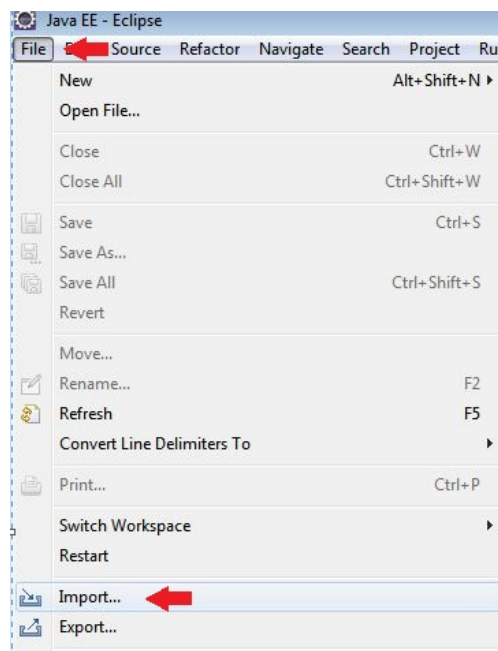 Java EE - Eclipse
File Source Refactor Navigate Search Project Ru
New Alt+Shift+N
Open File...
Close Ctrl+W
Close All Ctrl+Shift+W
Save Ctrl+S
Save As...
Save All Ctrl+Shift+S
Revert
Move...
Rename... F2
Refresh F5
Convert Line Delimiters To
Print... Ctrl+P
Switch Workspace
Restart
Import...
Export...